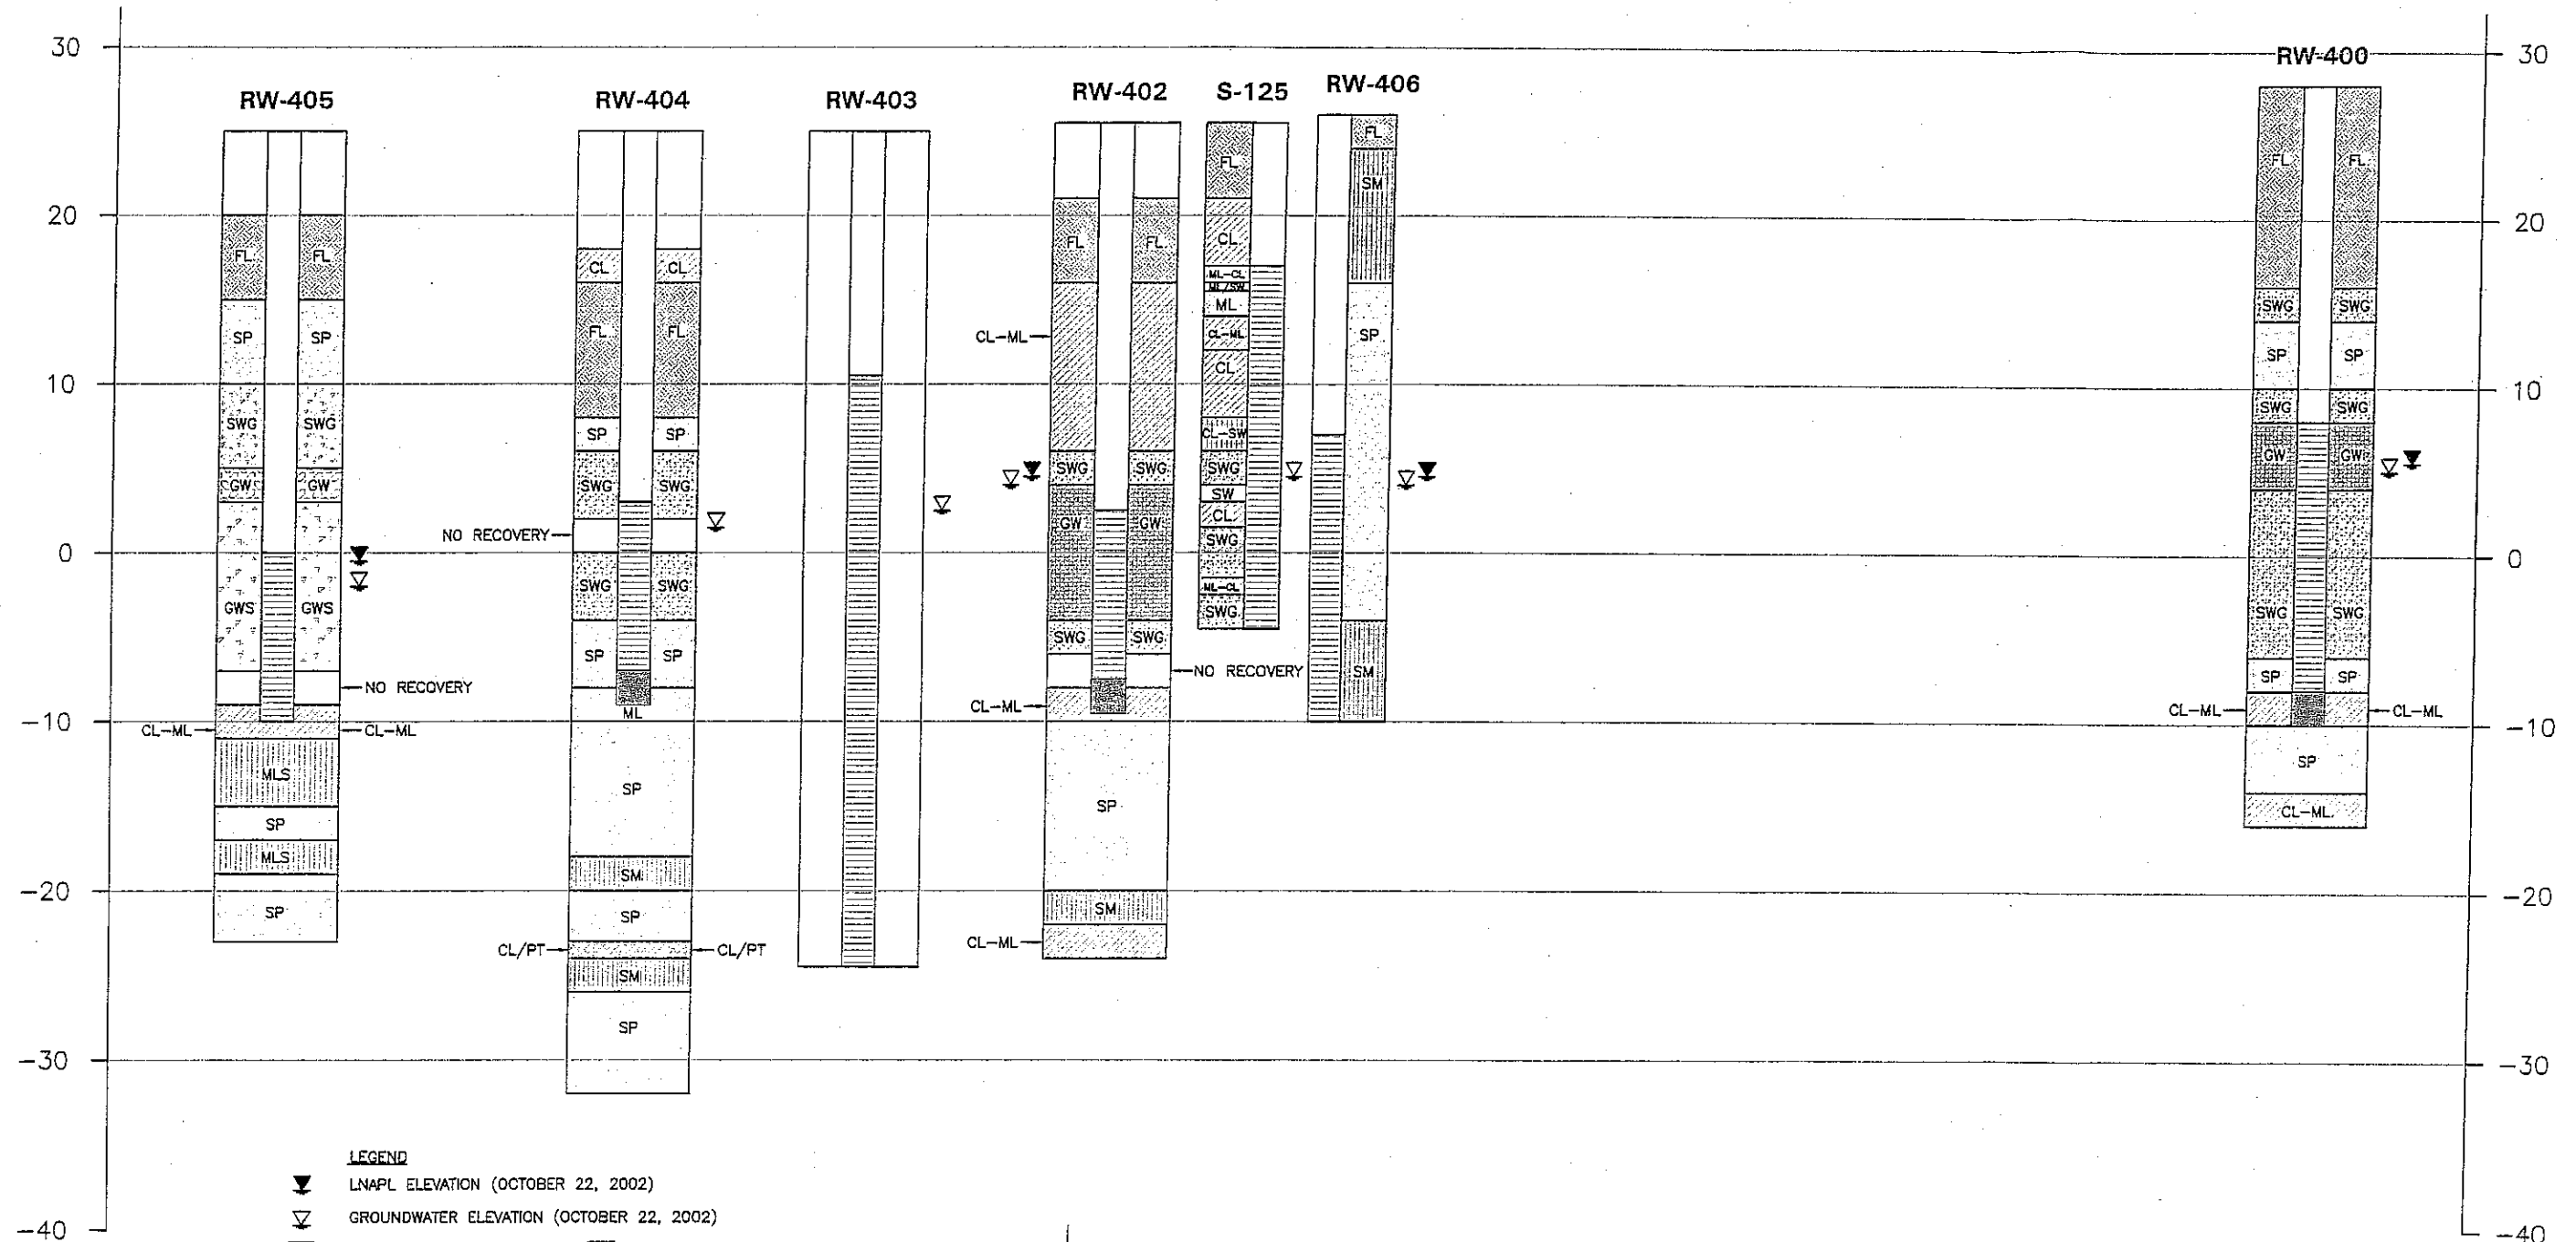 30
30
RW-405
RW-404
RW-403
RW-402
S-125
RW-406
RW-400
20
20
10
10
0
0
-10
-10
-20
-20
-30
-30
-40
-40
FL FL
SP SP
SWG SWG
GW GW
GWS GWS
NO RECOVERY
CL-ML CL-ML
MLS
SP
MLS
SP
CL CL
FL FL
SP SP
SWG SWG
NO RECOVERY
SWG SWG
SP SP
ML
SP
SM
SP
CL/PT CL/PT
SM
SP
FL FL
CL-ML
SWG SWG
GW GW
SWG SWG
NO RECOVERY
CL-ML
SP
SM
CL-ML
FL
CL
ML-CL
ML/SW
ML
CL-ML
CL
CL-SW
SWG
SW
CL
SWG
ML-CL
SWG
FL
SM
SP
SM
FL FL
SWG SWG
SP SP
SWG SWG
GW GW
SWG SWG
SP SP
CL-ML CL-ML
SP
CL-ML
LEGEND
LNAPL ELEVATION (OCTOBER 22, 2002)
GROUNDWATER ELEVATION (OCTOBER 22, 2002)